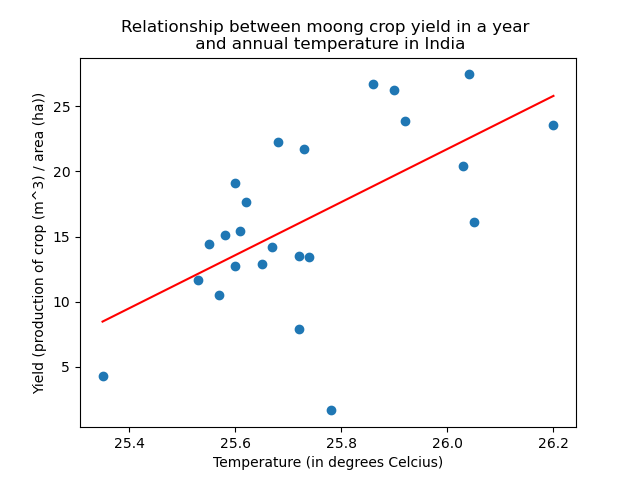 Relationship between moong crop yield in a year
and annual temperature in India
Yield (production of crop (m^3) / area (ha))
25
20
15
10
5
25.4 25.6 25.8 26.0 26.2
Temperature (in degrees Celcius)